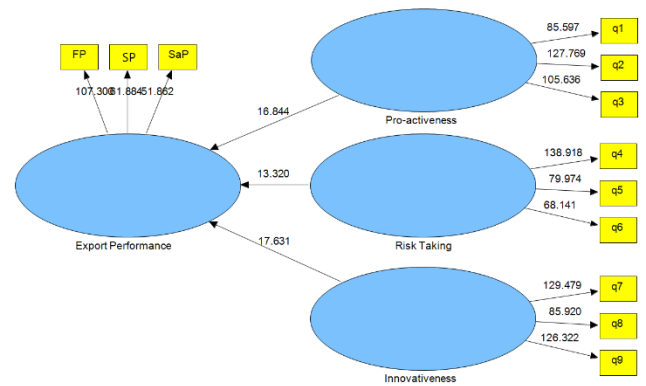 FP SP SaP
107.300 51.862
q1
85.597
q2
127.769
q3
105.636
Pro-activeness
16.844
q4
138.918
q5
79.974
q6
68.141
Risk Taking
13.320
Export Performance
17.631
q7
129.479
q8
85.920
q9
126.322
Innovativeness